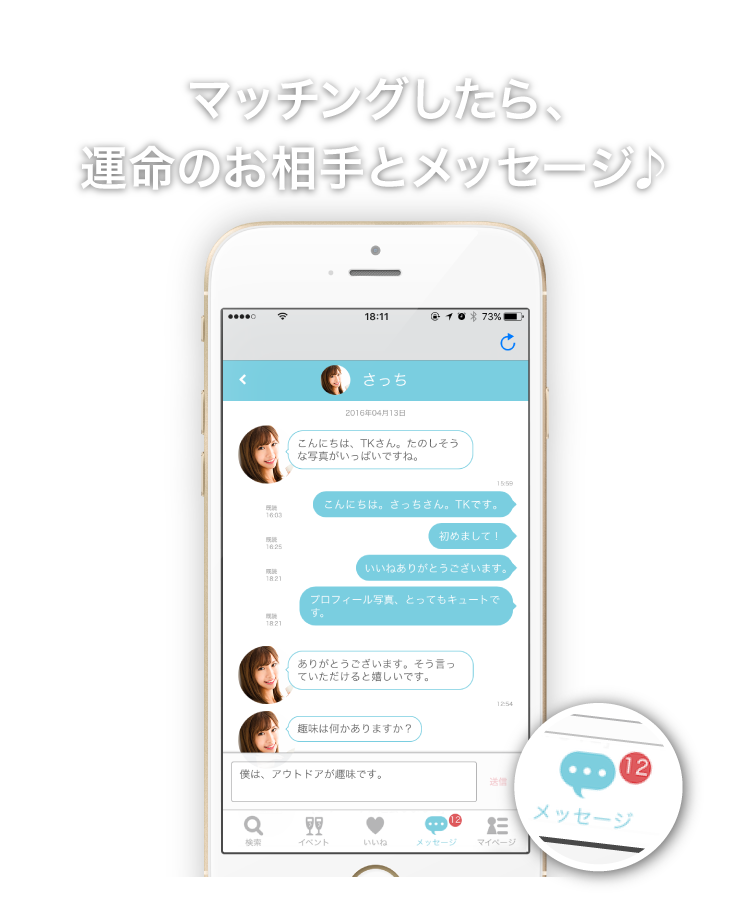 マッチングしたら、
運命のお相手とメッセージ♪
18:11
73%
さっち
2016年04月13日
こんにちは、TKさん。たのしそう
な写真がいっぱいですね。
15:59
こんにちは。さっちさん。TKです。
既読
16:03
初めまして！
既読
16:25
いいねありがとうございます。
既読
18:21
プロフィール写真、とってもキュートで
す。
既読
18:21
ありがとうございます。そう言っ
ていただけると嬉しいです。
12:54
趣味は何かありますか？
僕は、アウトドアが趣味です。
送信
検索
イベント
いいね
12
メッセージ
マイページ
12
メッセージ